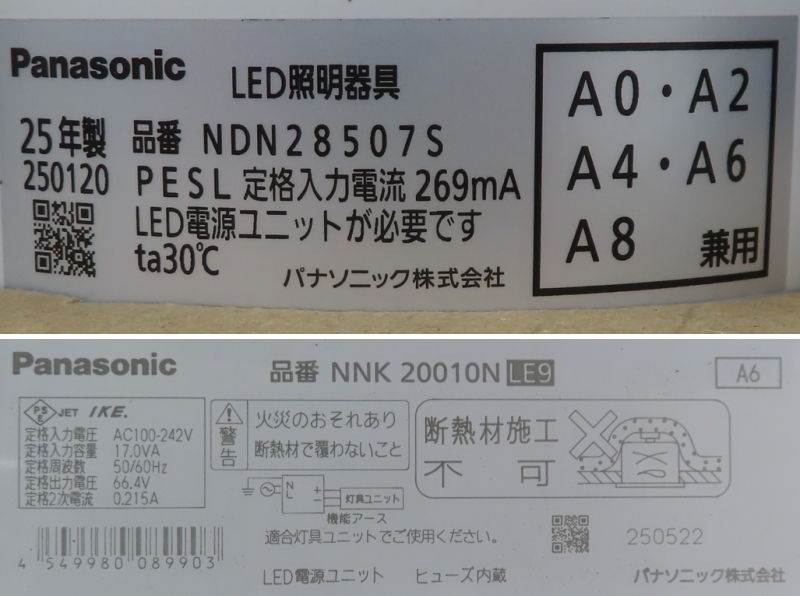 Panasonic
LED照明器具
25年製 品番 NDN28507S
250120 PESL 定格入力電流 269mA
LED電源ユニットが必要です
ta30℃
パナソニック株式会社
A0・A2
A4・A6
A8 兼用
Panasonic 品番 NNK 20010N LE9 A6
PS
E JET IKE.
定格入力電圧 AC100-242V
定格入力容量 17.0VA
定格周波数 50/60Hz
定格出力電圧 66.4V
定格2次電流 0.215A
警告
火災のおそれあり
断熱材で覆わないこと
断熱材施工
不可
N
L
+
−
灯具ユニット
機能アース
適合灯具ユニットでご使用ください。
4 549980 089903
250522
LED電源ユニット ヒューズ内蔵 パナソニック株式会社